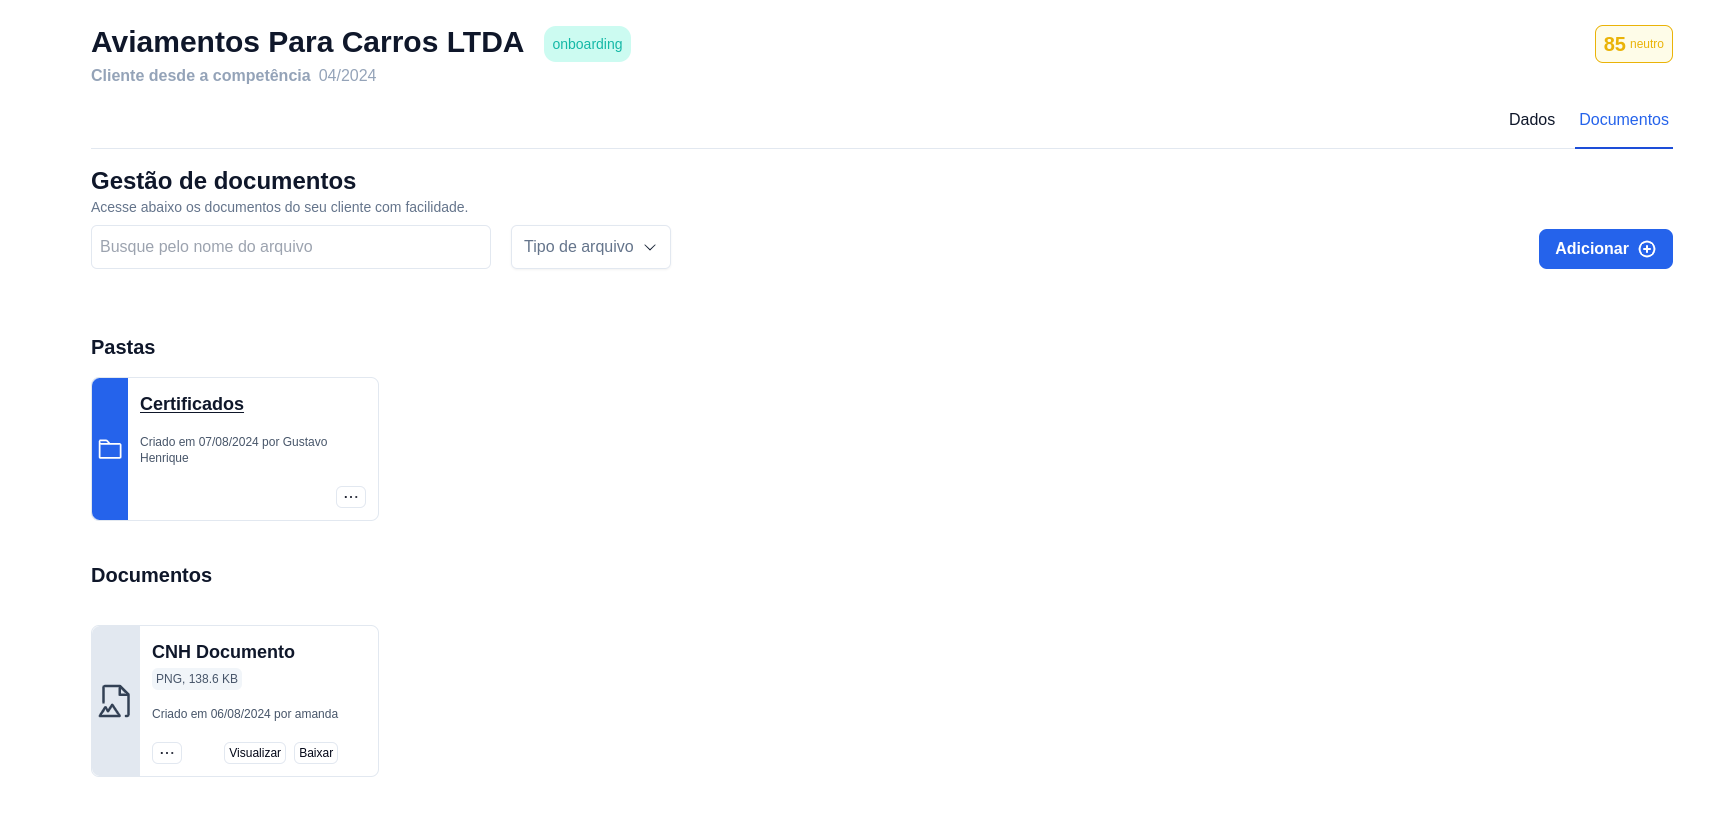 Aviamentos Para Carros LTDA onboarding
85 neutro
Cliente desde a competência 04/2024
Dados Documentos
Gestão de documentos
Acesse abaixo os documentos do seu cliente com facilidade.
Busque pelo nome do arquivo Tipo de arquivo Adicionar
Pastas
Certificados
Criado em 07/08/2024 por Gustavo
Henrique
...
Documentos
CNH Documento
PNG, 138.6 KB
Criado em 06/08/2024 por amanda
... Visualizar Baixar